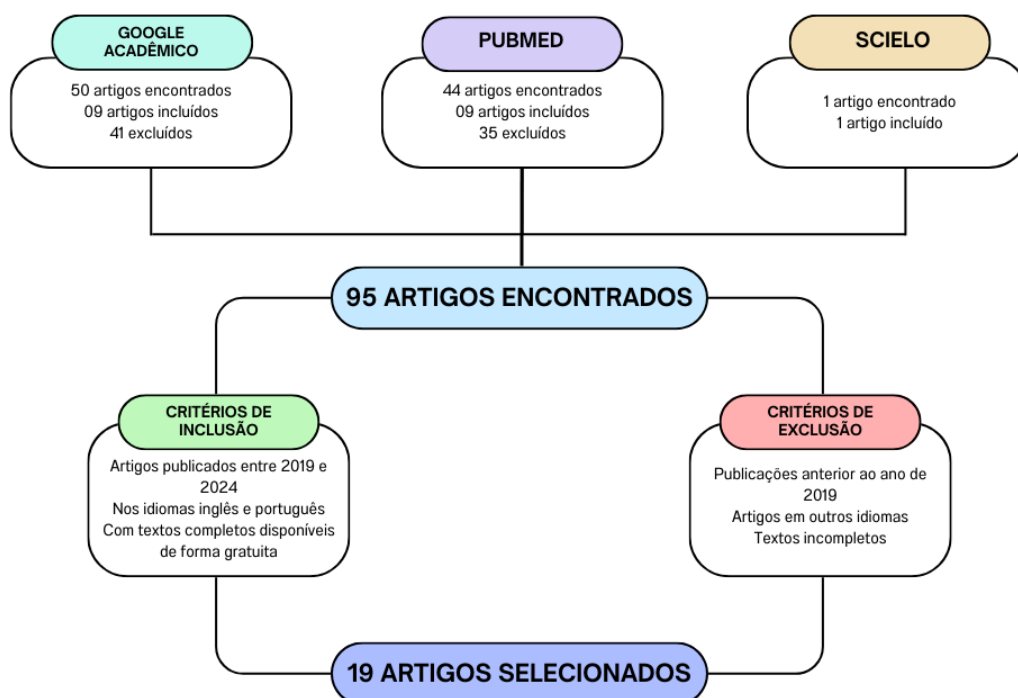 GOOGLE
ACADÊMICO
50 artigos encontrados
09 artigos incluídos
41 excluídos
PUBMED
44 artigos encontrados
09 artigos incluídos
35 excluídos
SCIELO
1 artigo encontrado
1 artigo incluído
95 ARTIGOS ENCONTRADOS
CRITÉRIOS DE
INCLUSÃO
Artigos publicados entre 2019 e
2024
Nos idiomas inglês e português
Com textos completos disponíveis
de forma gratuita
CRITÉRIOS DE
EXCLUSÃO
Publicações anterior ao ano de
2019
Artigos em outros idiomas
Textos incompletos
19 ARTIGOS SELECIONADOS